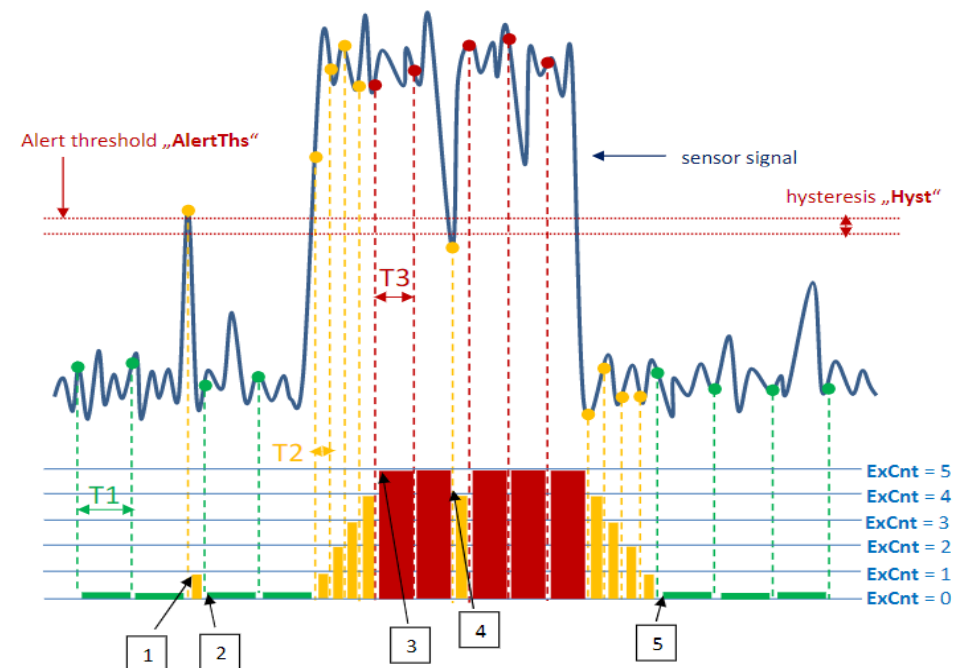 Alert threshold „AlertThs“
sensor signal
hysteresis „Hyst“
T3
T2
T1
ExCnt = 5
ExCnt = 4
ExCnt = 3
ExCnt = 2
ExCnt = 1
ExCnt = 0
1
2
3
4
5